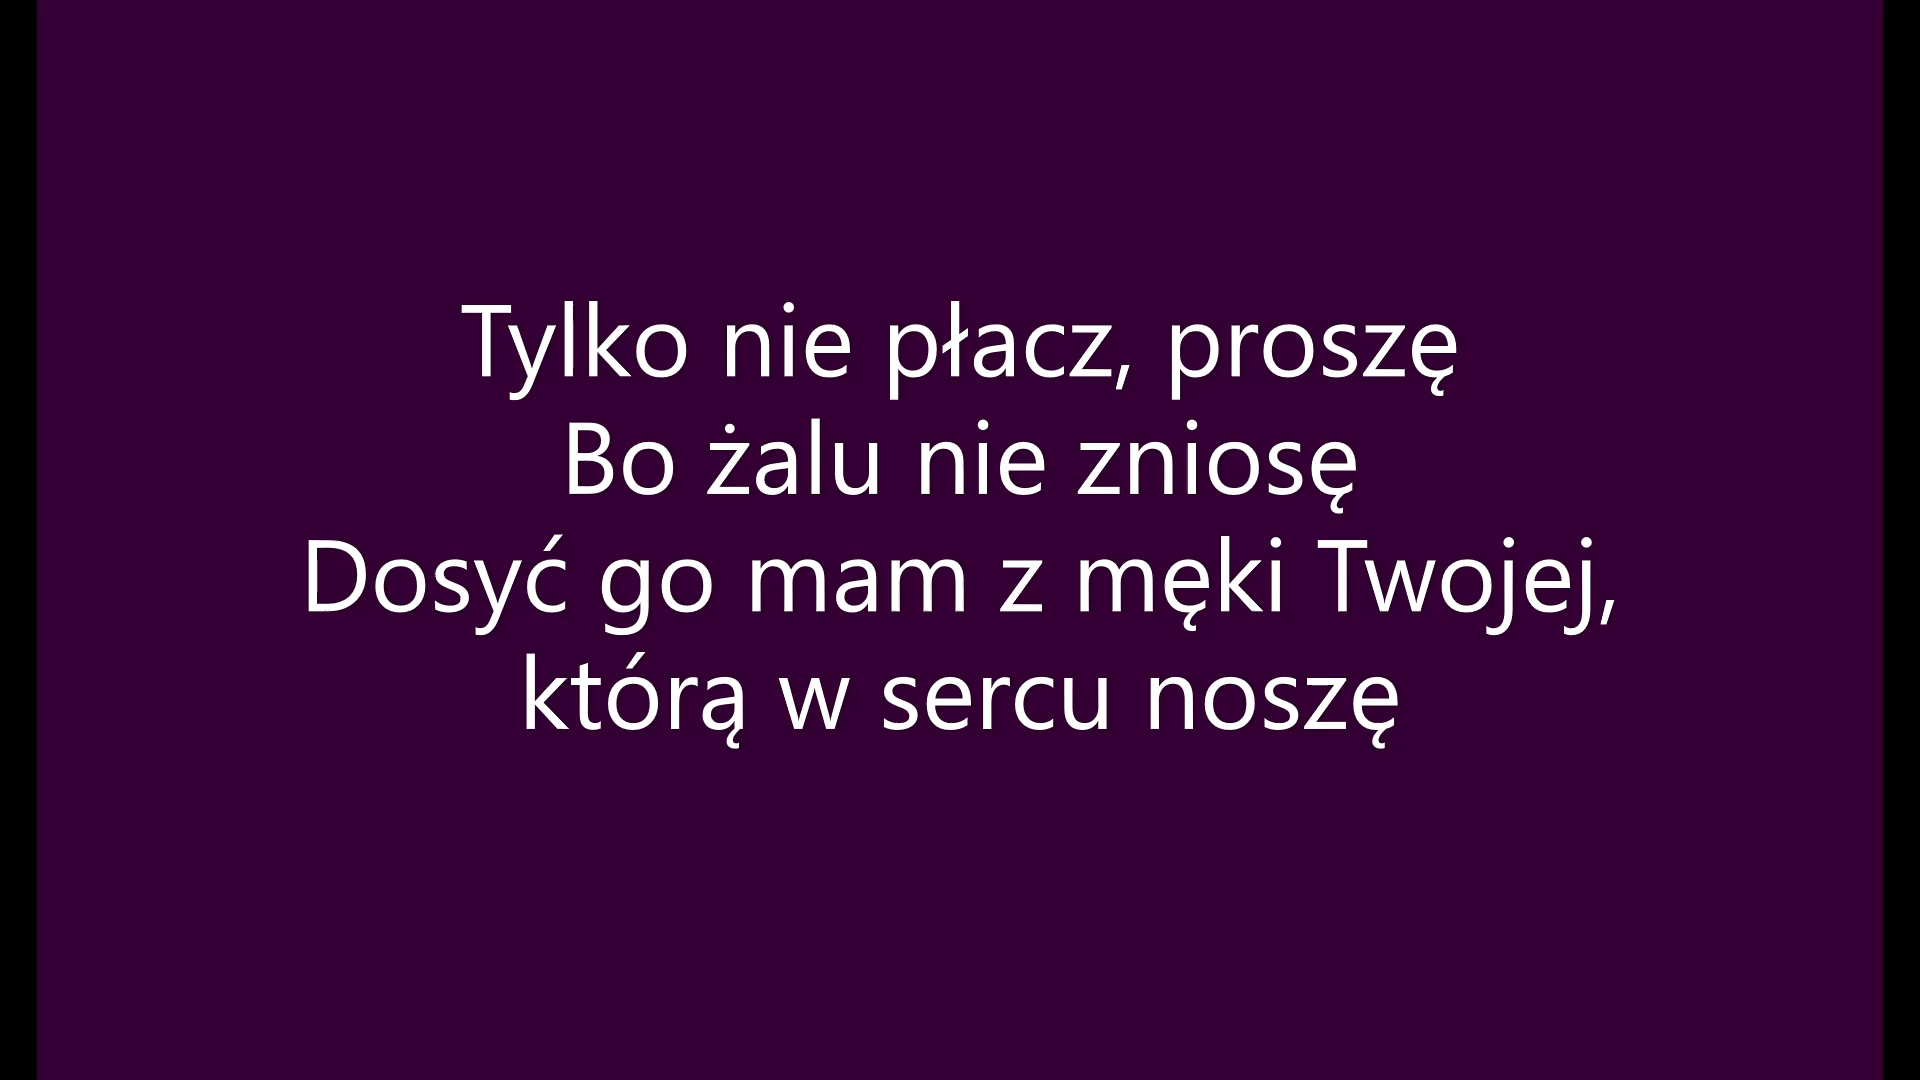 Tylko nie płacz, proszę
Bo żalu nie zniosę
Dosyć go mam z męki Twojej,
którą w sercu noszę